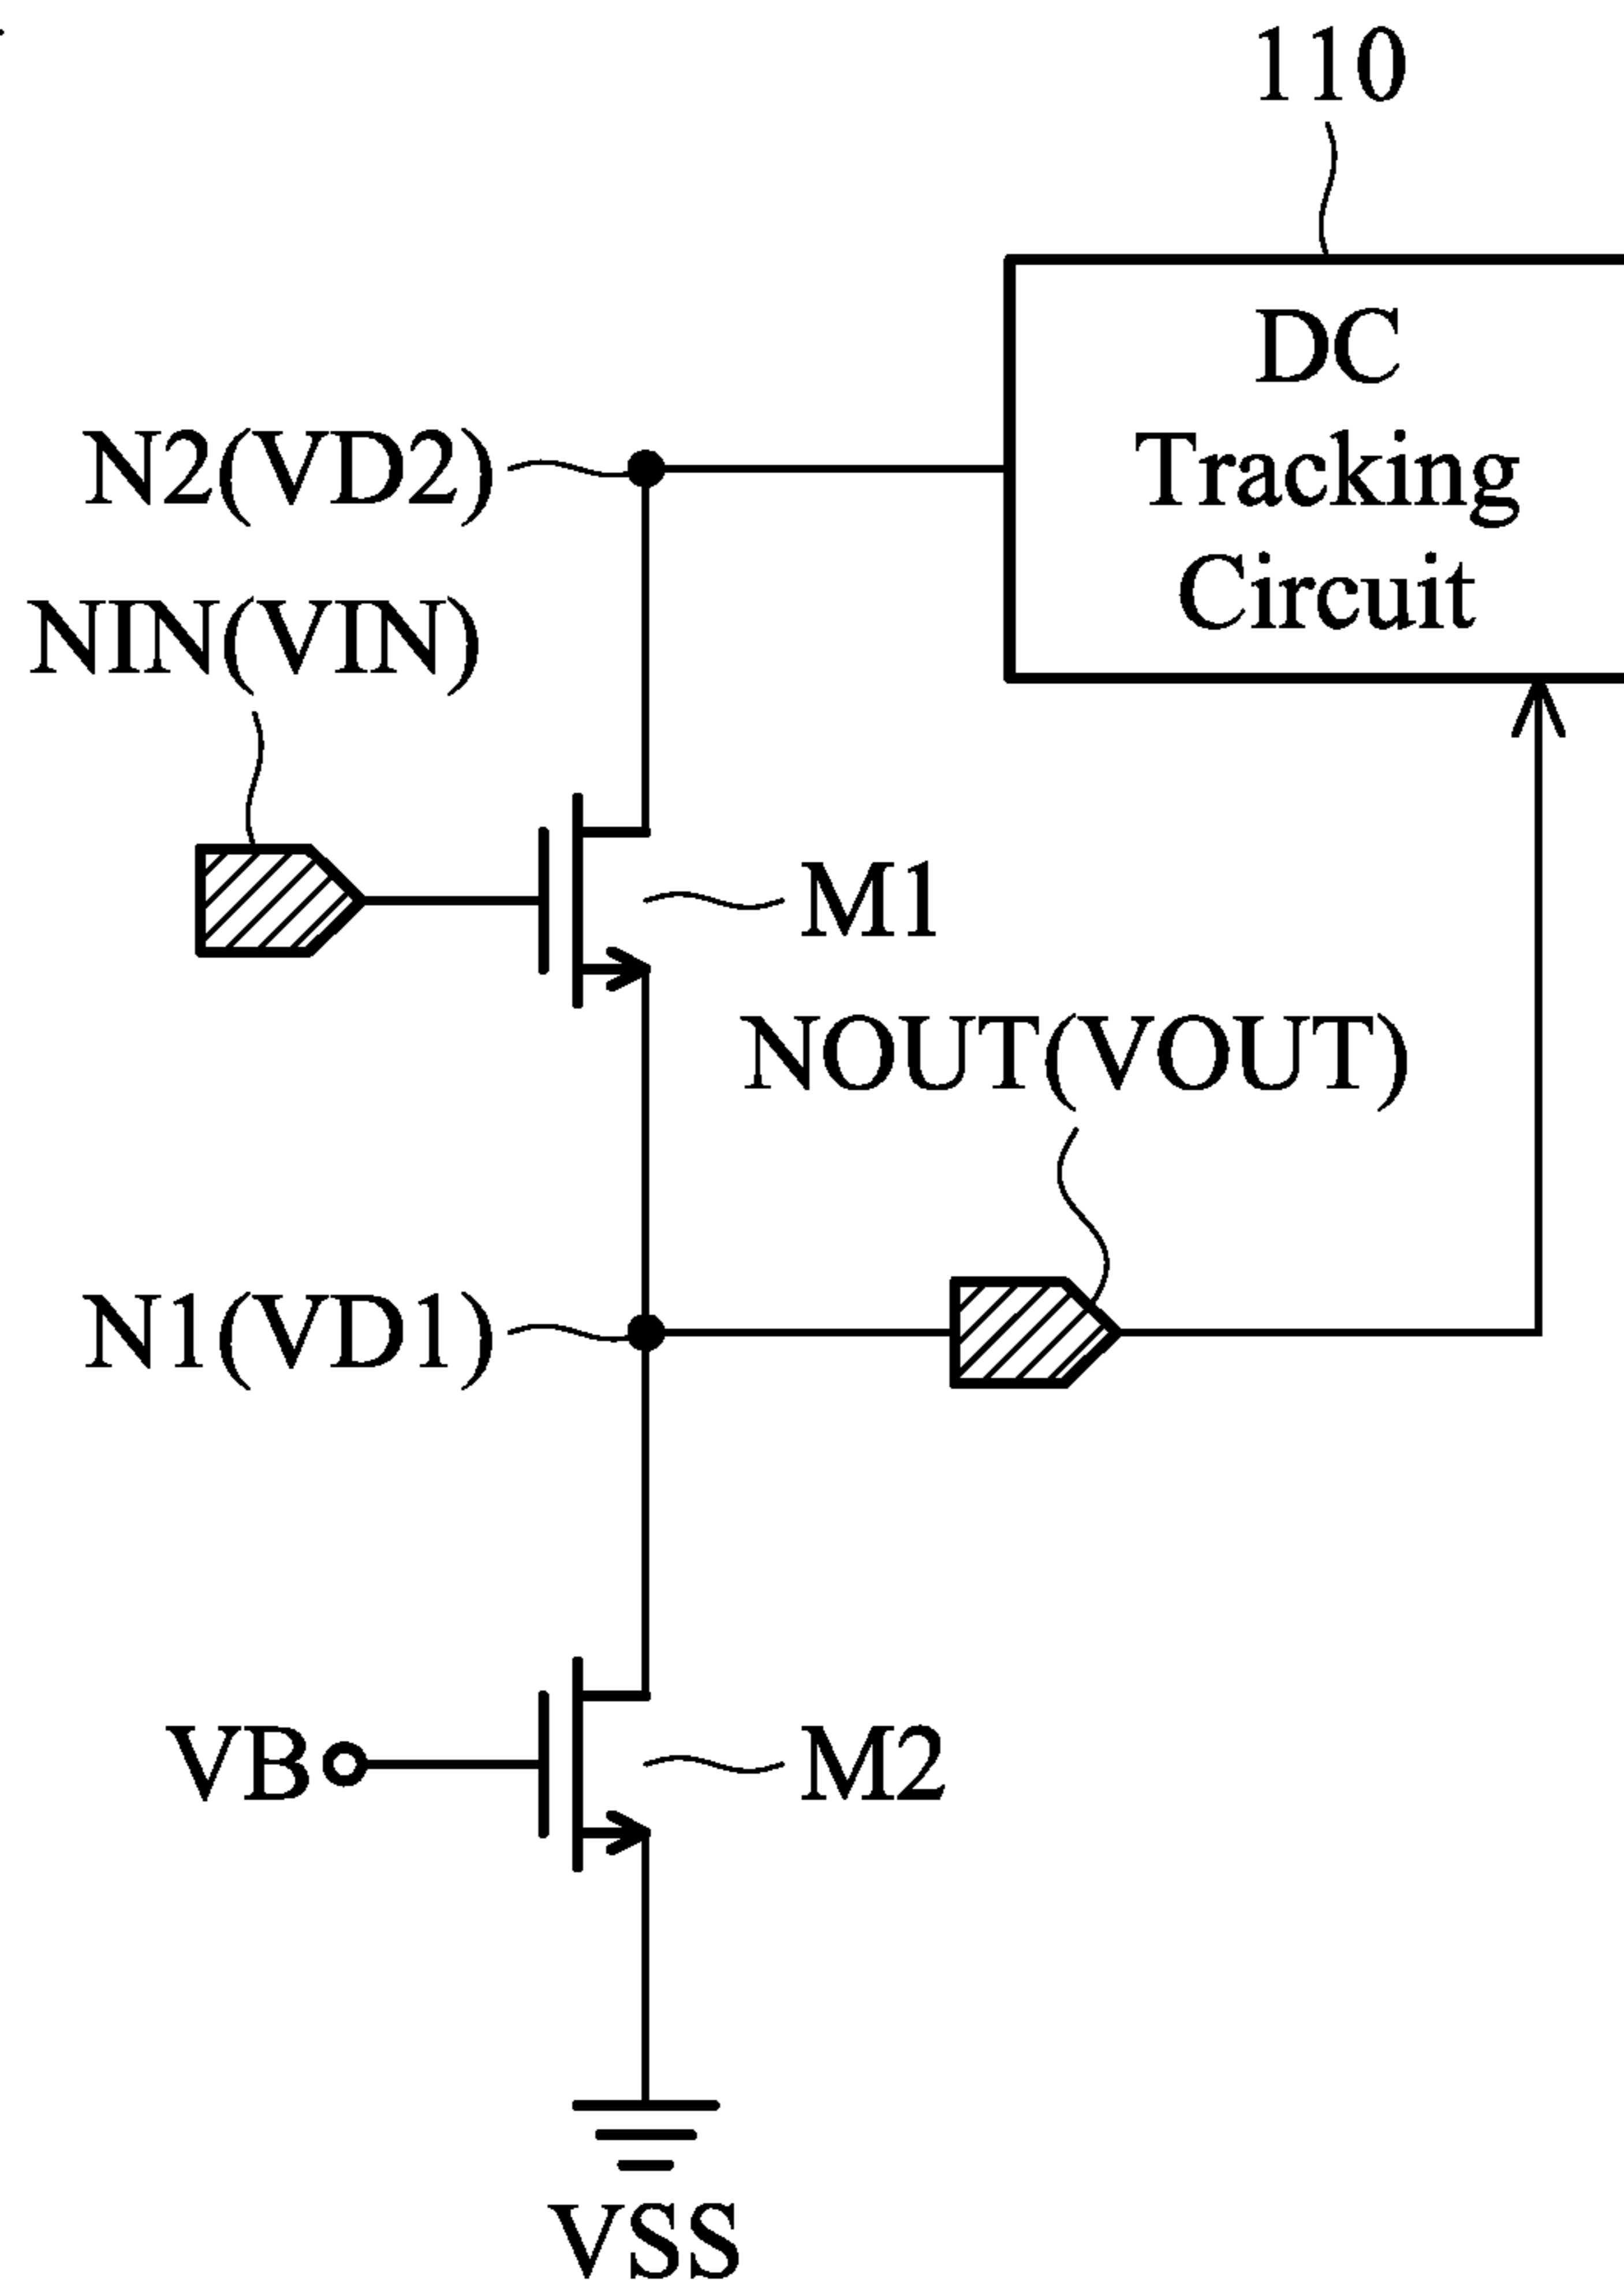 110
DC
Tracking
Circuit
N2(VD2)
NIN(VIN)
M1
NOUT(VOUT)
N1(VD1)
VB
M2
VSS